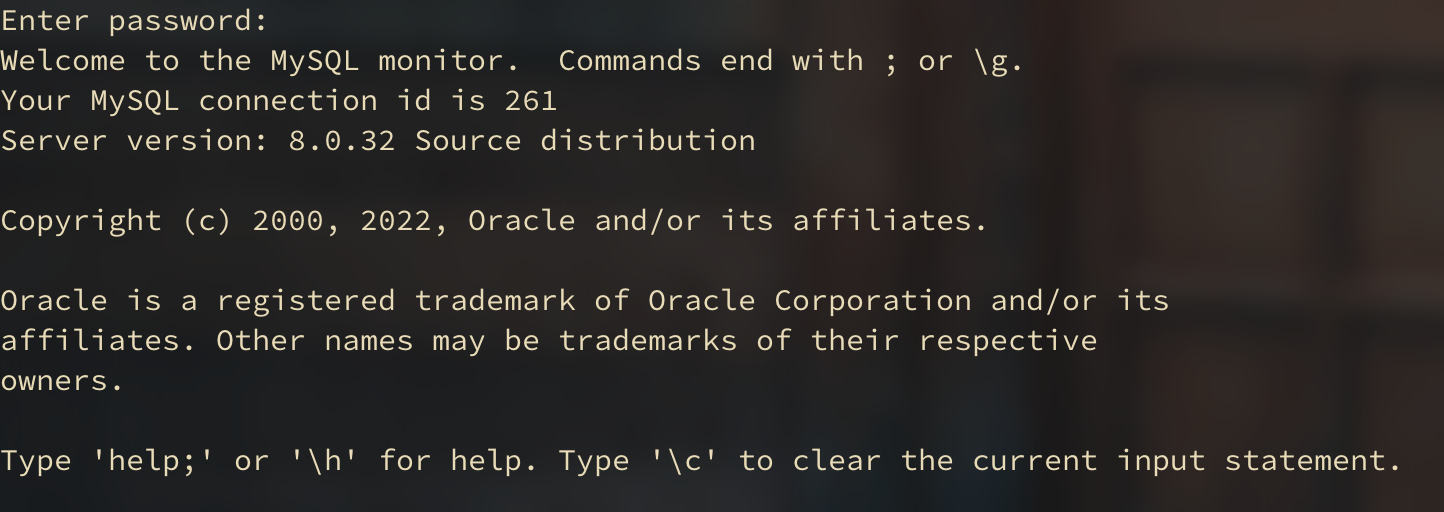 Enter password:
Welcome to the MySQL monitor.  Commands end with ; or \g.
Your MySQL connection id is 261
Server version: 8.0.32 Source distribution
Copyright (c) 2000, 2022, Oracle and/or its affiliates.
Oracle is a registered trademark of Oracle Corporation and/or its
affiliates. Other names may be trademarks of their respective
owners.
Type 'help;' or '\h' for help. Type '\c' to clear the current input statement.